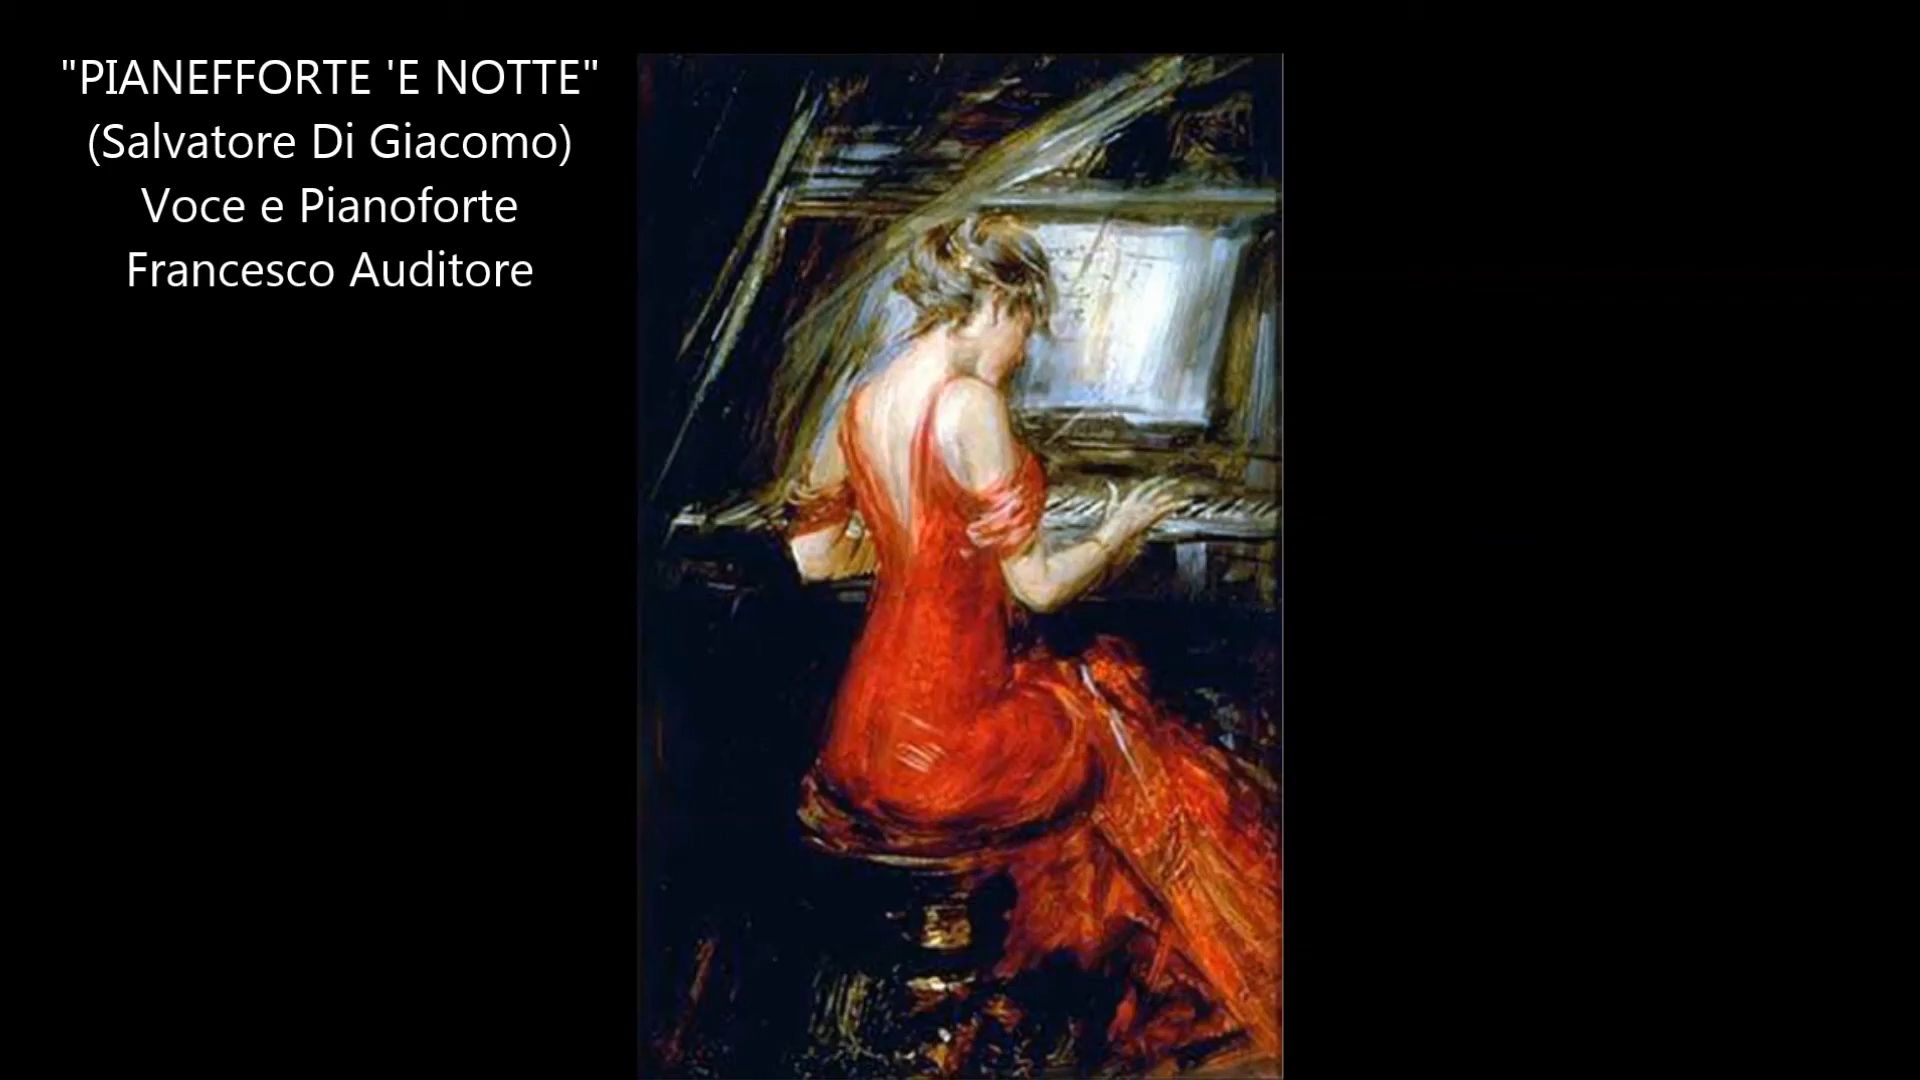 "PIANEFFORTE 'E NOTTE"
(Salvatore Di Giacomo)
Voce e Pianoforte
Francesco Auditore